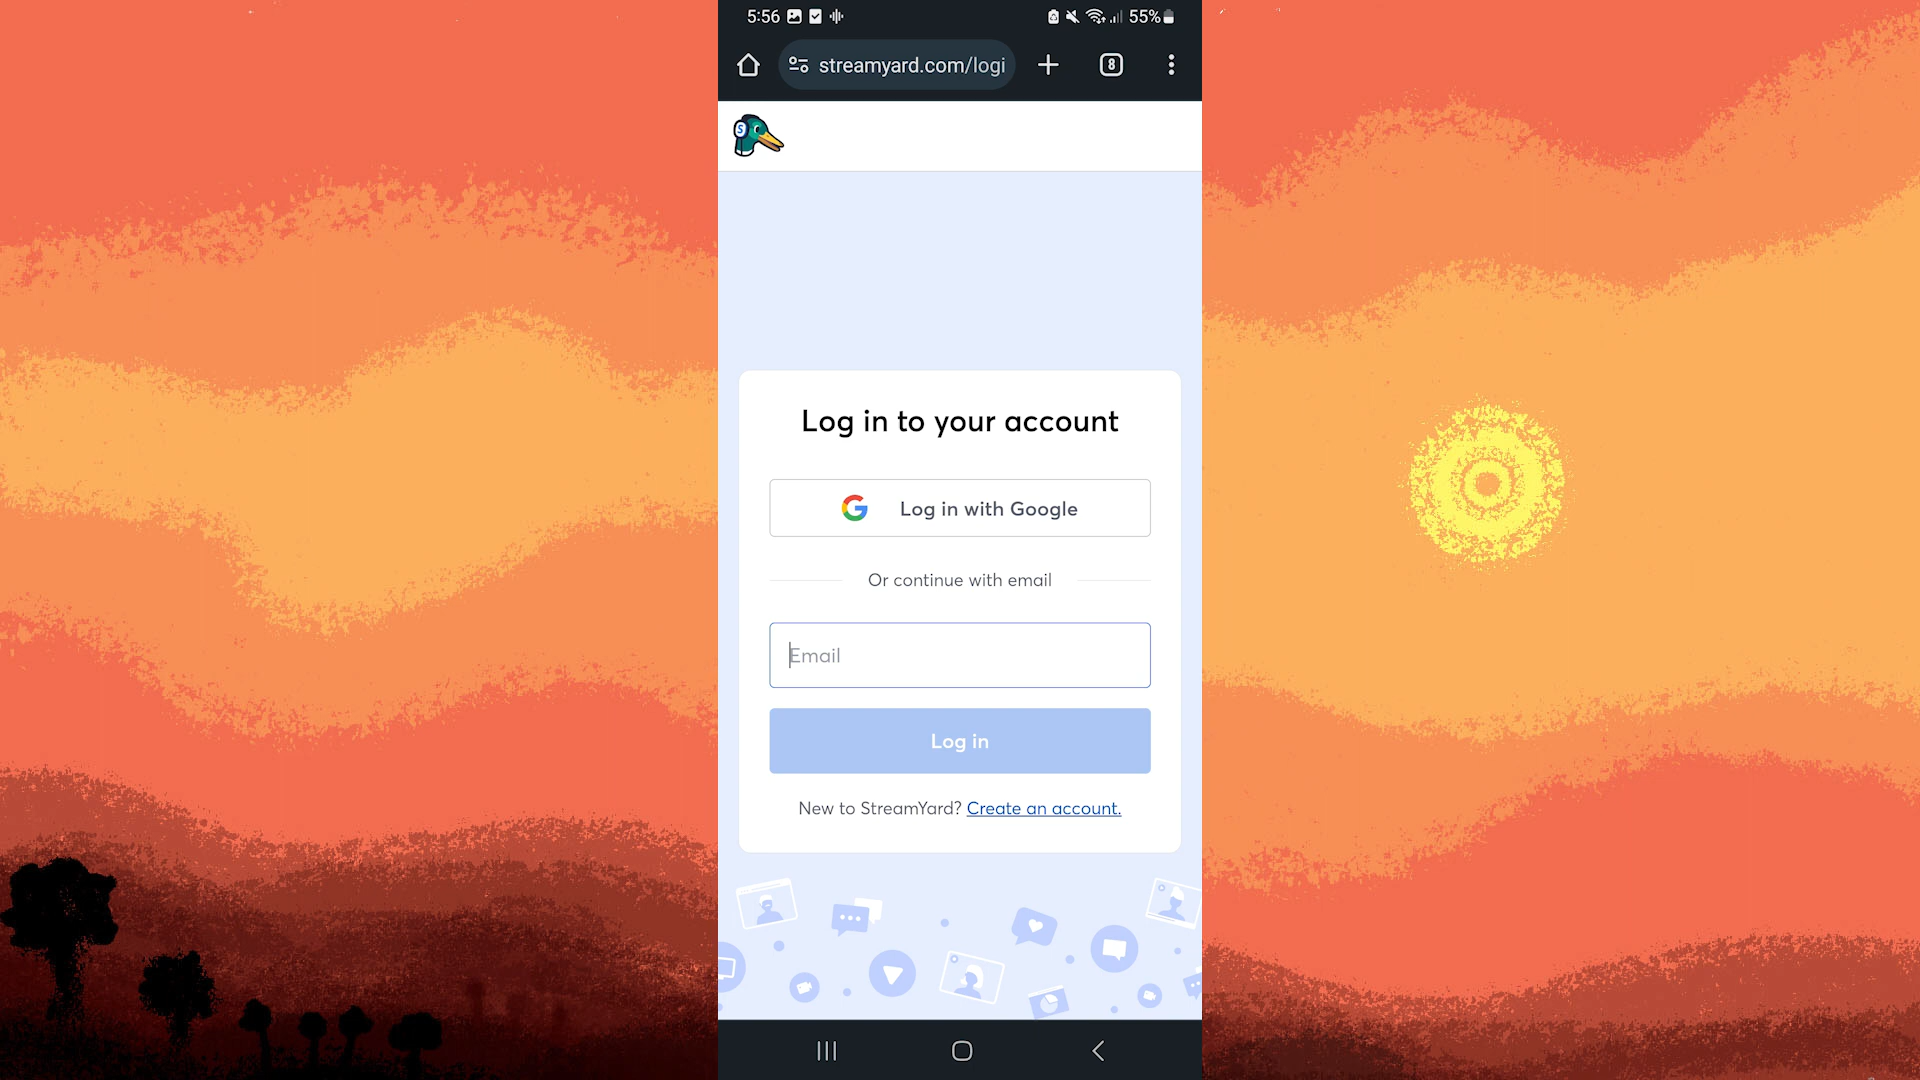 5:56
55%
streamyard.com/logi
8
S
Log in to your account
Log in with Google
Or continue with email
Email
Log in
New to StreamYard? Create an account.